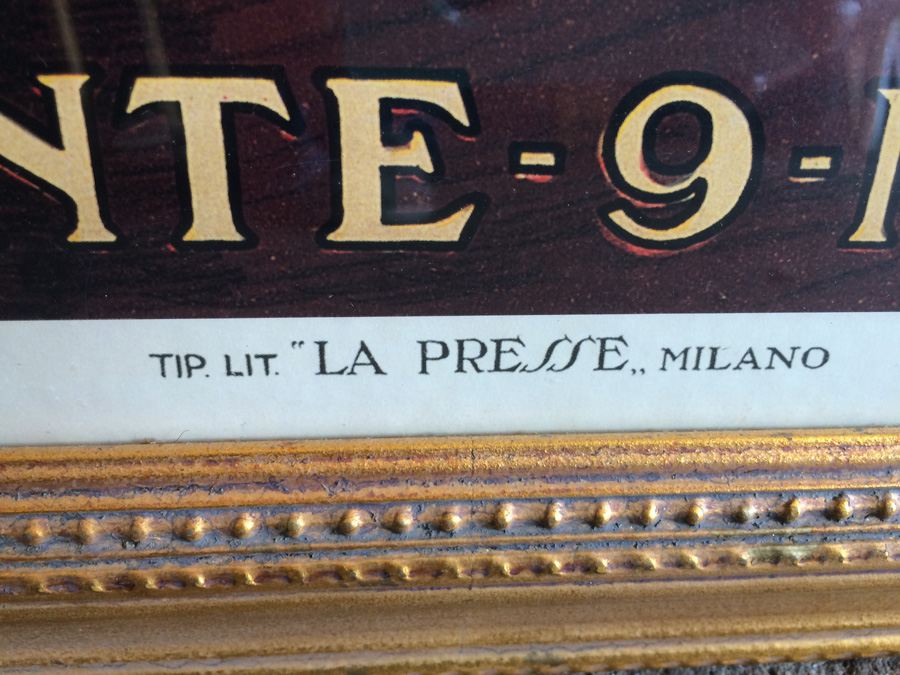 NTE-9-
TIP. LIT. "LA PRESSE„ MILANO